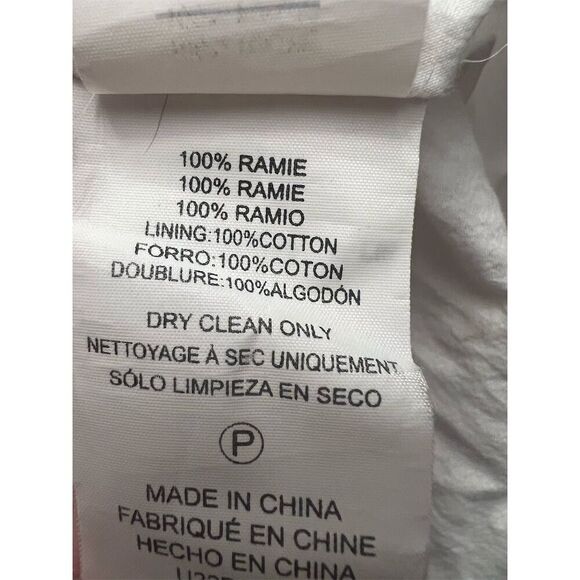 100% RAMIE
100% RAMIE
100% RAMIO
LINING:100%COTTON
FORRO:100%COTON
DOUBLURE:100%ALGODÓN
DRY CLEAN ONLY
NETTOYAGE À SEC UNIQUEMENT
SÓLO LIMPIEZA EN SECO
P
MADE IN CHINA
FABRIQUÉ EN CHINE
HECHO EN CHINA